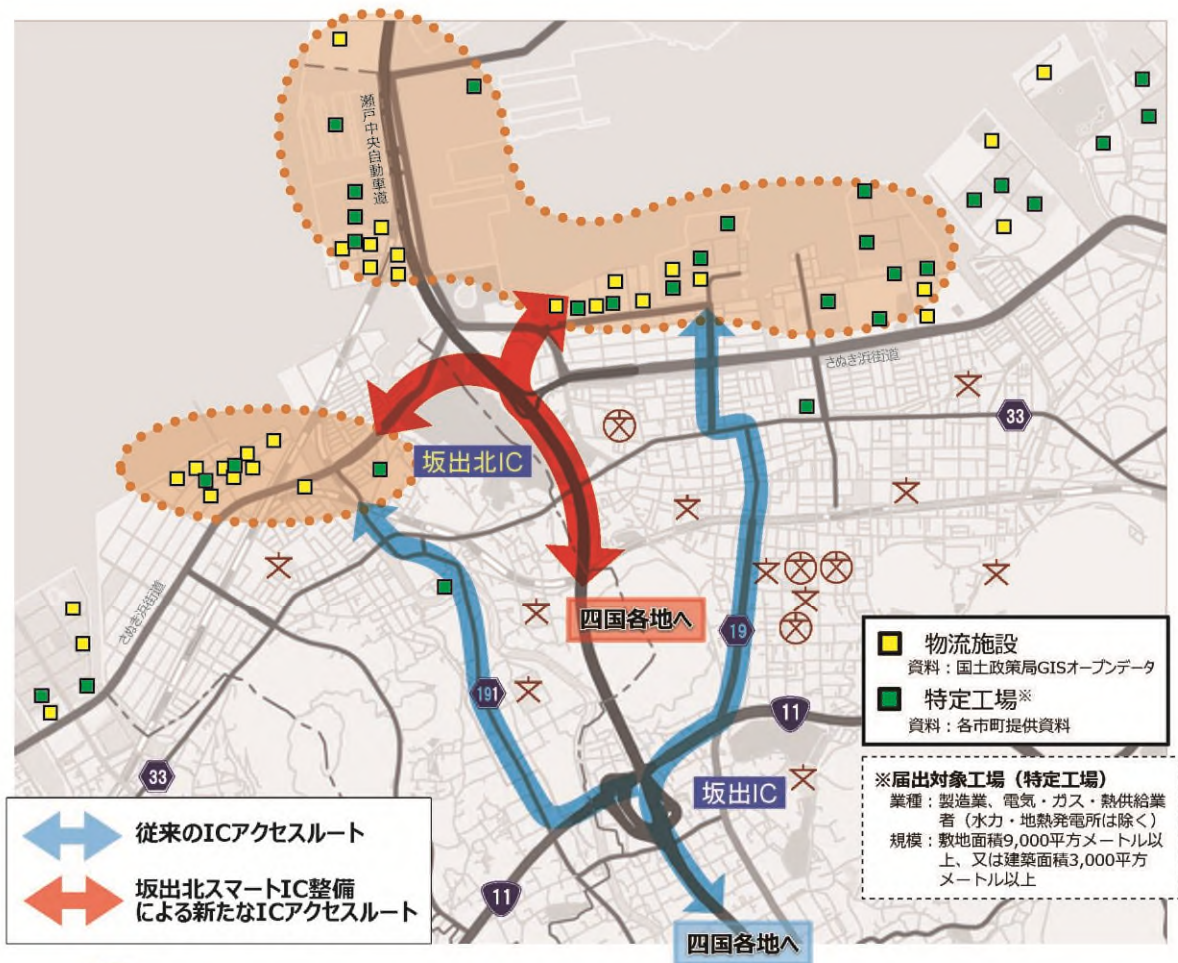 瀬戸中央自動車道
さぬき浜街道
33
坂出北IC
さぬき浜街道
四国各地へ
19
191
11
33
坂出IC
11
四国各地へ
物流施設
資料：国土政策局GISオープンデータ
特定工場※
資料：各市町提供資料
※届出対象工場（特定工場）
業種：製造業、電気・ガス・熱供給業
者（水力・地熱発電所は除く）
規模：敷地面積9,000平方メートル以
上、又は建築面積3,000平方
メートル以上
従来のICアクセスルート
坂出北スマートIC整備
による新たなICアクセスルート